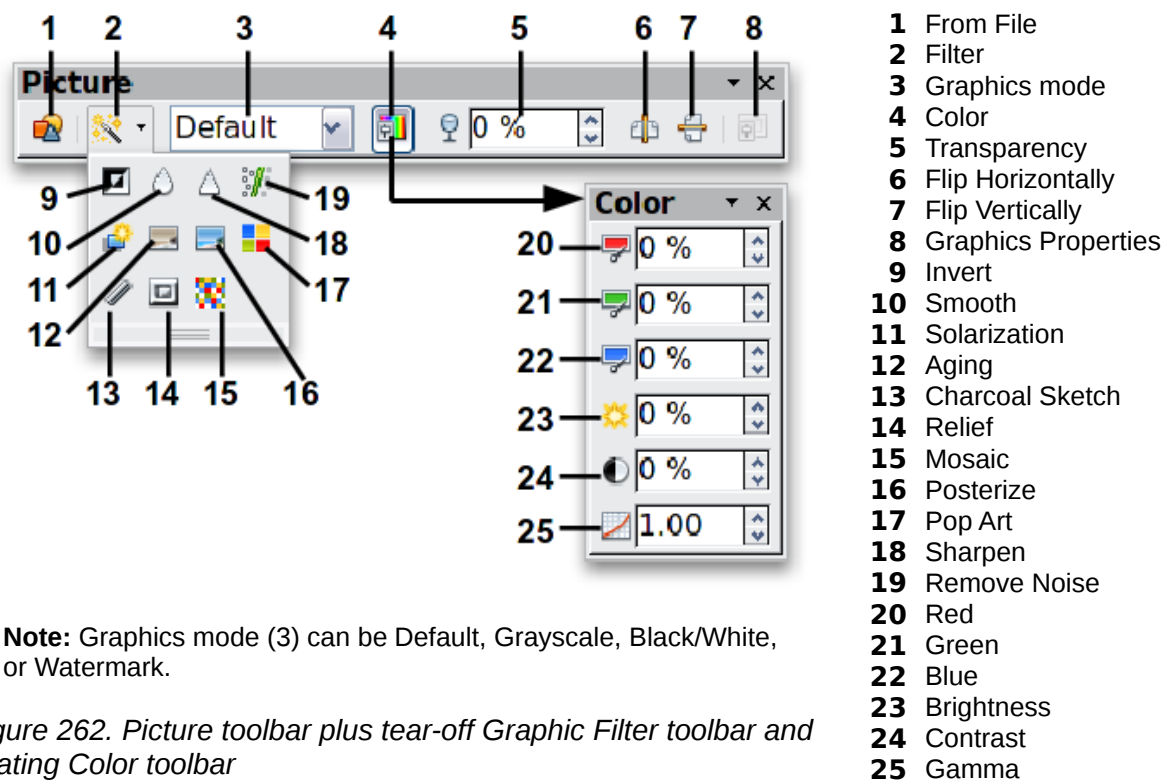 1 2 3 4 5 6 7 8
Picture
Default
0 %
9
10
11
12
13 14 15 16
19
18
17
Color
20 0 %
21 0 %
22 0 %
23 0 %
24 0 %
25 1.00
Note: Graphics mode (3) can be Default, Grayscale, Black/White,
or Watermark.
gure 262. Picture toolbar plus tear-off Graphic Filter toolbar and
ating Color toolbar
1 From File
2 Filter
3 Graphics mode
4 Color
5 Transparency
6 Flip Horizontally
7 Flip Vertically
8 Graphics Properties
9 Invert
10 Smooth
11 Solarization
12 Aging
13 Charcoal Sketch
14 Relief
15 Mosaic
16 Posterize
17 Pop Art
18 Sharpen
19 Remove Noise
20 Red
21 Green
22 Blue
23 Brightness
24 Contrast
25 Gamma